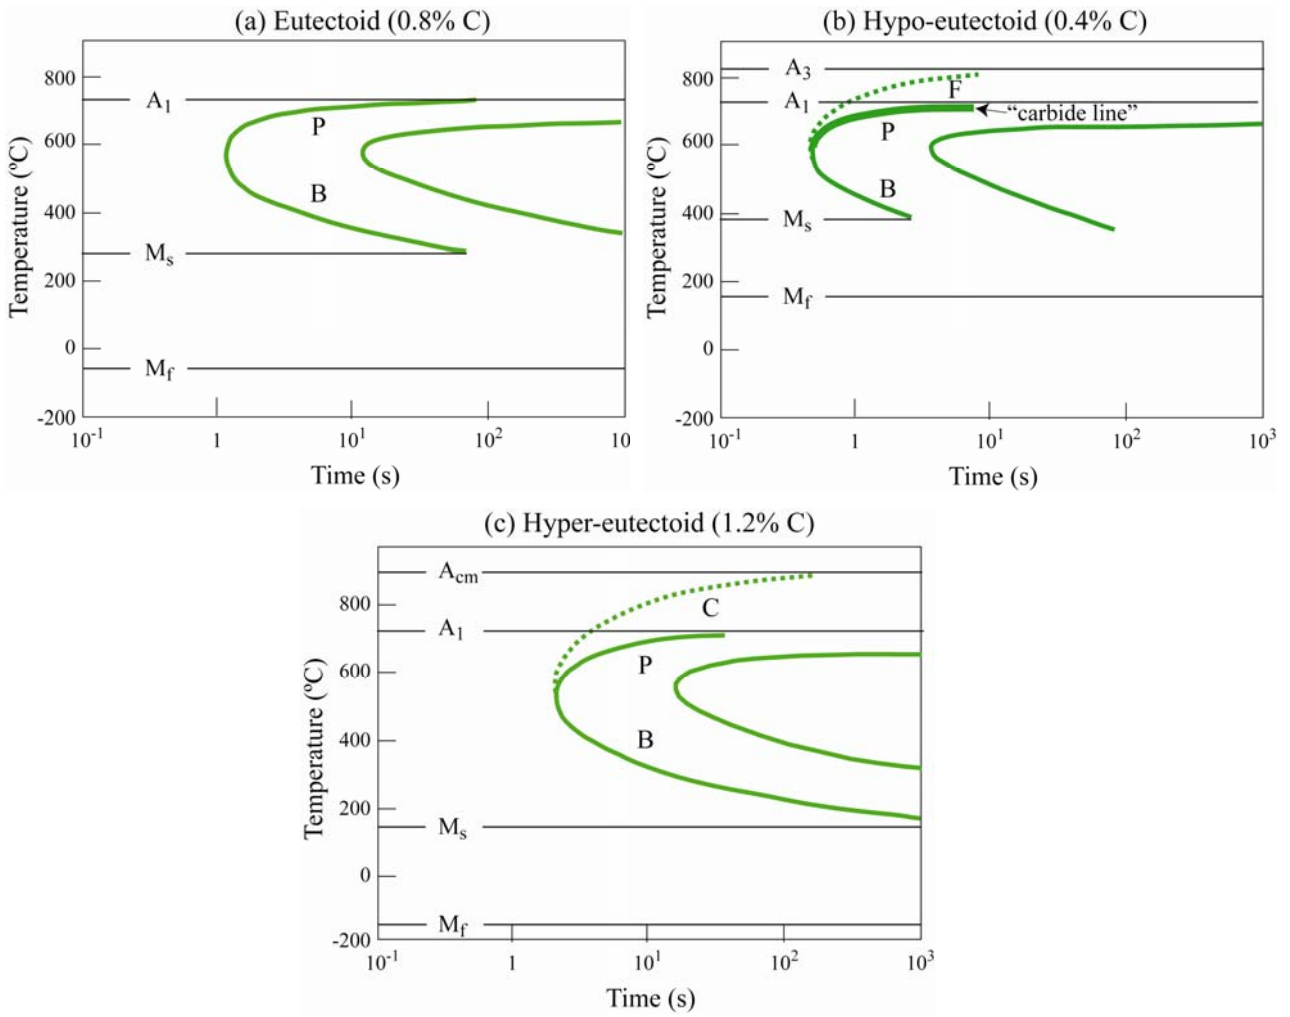 (a) Eutectoid (0.8% C)
800
A1
600
P
B
400
Ms
200
0
Mf
-200
10-1
1
101
102
10
Time (s)
Temperature (ºC)
(b) Hypo-eutectoid (0.4% C)
A3
800
F
A1
"carbide line"
600
P
B
400
Ms
200
Mf
0
-200
10-1
1
101
102
103
Time (s)
Temperature (ºC)
(c) Hyper-eutectoid (1.2% C)
Acm
800
C
A1
600
P
B
400
200
Ms
0
Mf
-200
10-1
1
101
102
103
Time (s)
Temperature (ºC)